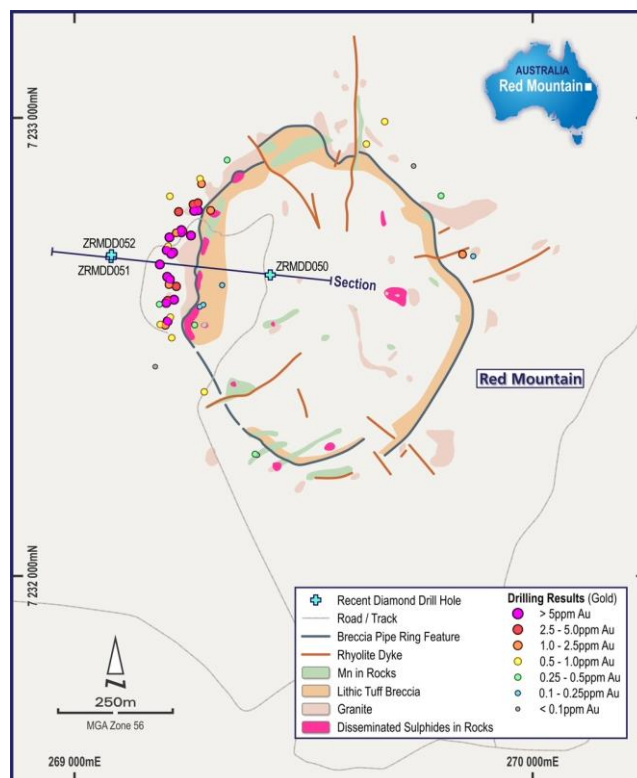 AUSTRALIA
Red Mountain
7 233 000mN
ZRMDD052
ZRMDD051
ZRMDD050
Section
Red Mountain
7 232 000mN
N
250m
MGA Zone 56
Recent Diamond Drill Hole
Road / Track
Breccia Pipe Ring Feature
Rhyolite Dyke
Mn in Rocks
Lithic Tuff Breccia
Granite
Disseminated Sulphides in Rocks
Drilling Results (Gold)
> 5ppm Au
2.5 - 5.0ppm Au
1.0 - 2.5ppm Au
0.5 - 1.0ppm Au
0.25 - 0.5ppm Au
0.1 - 0.25ppm Au
< 0.1ppm Au
269 000mE
270 000mE